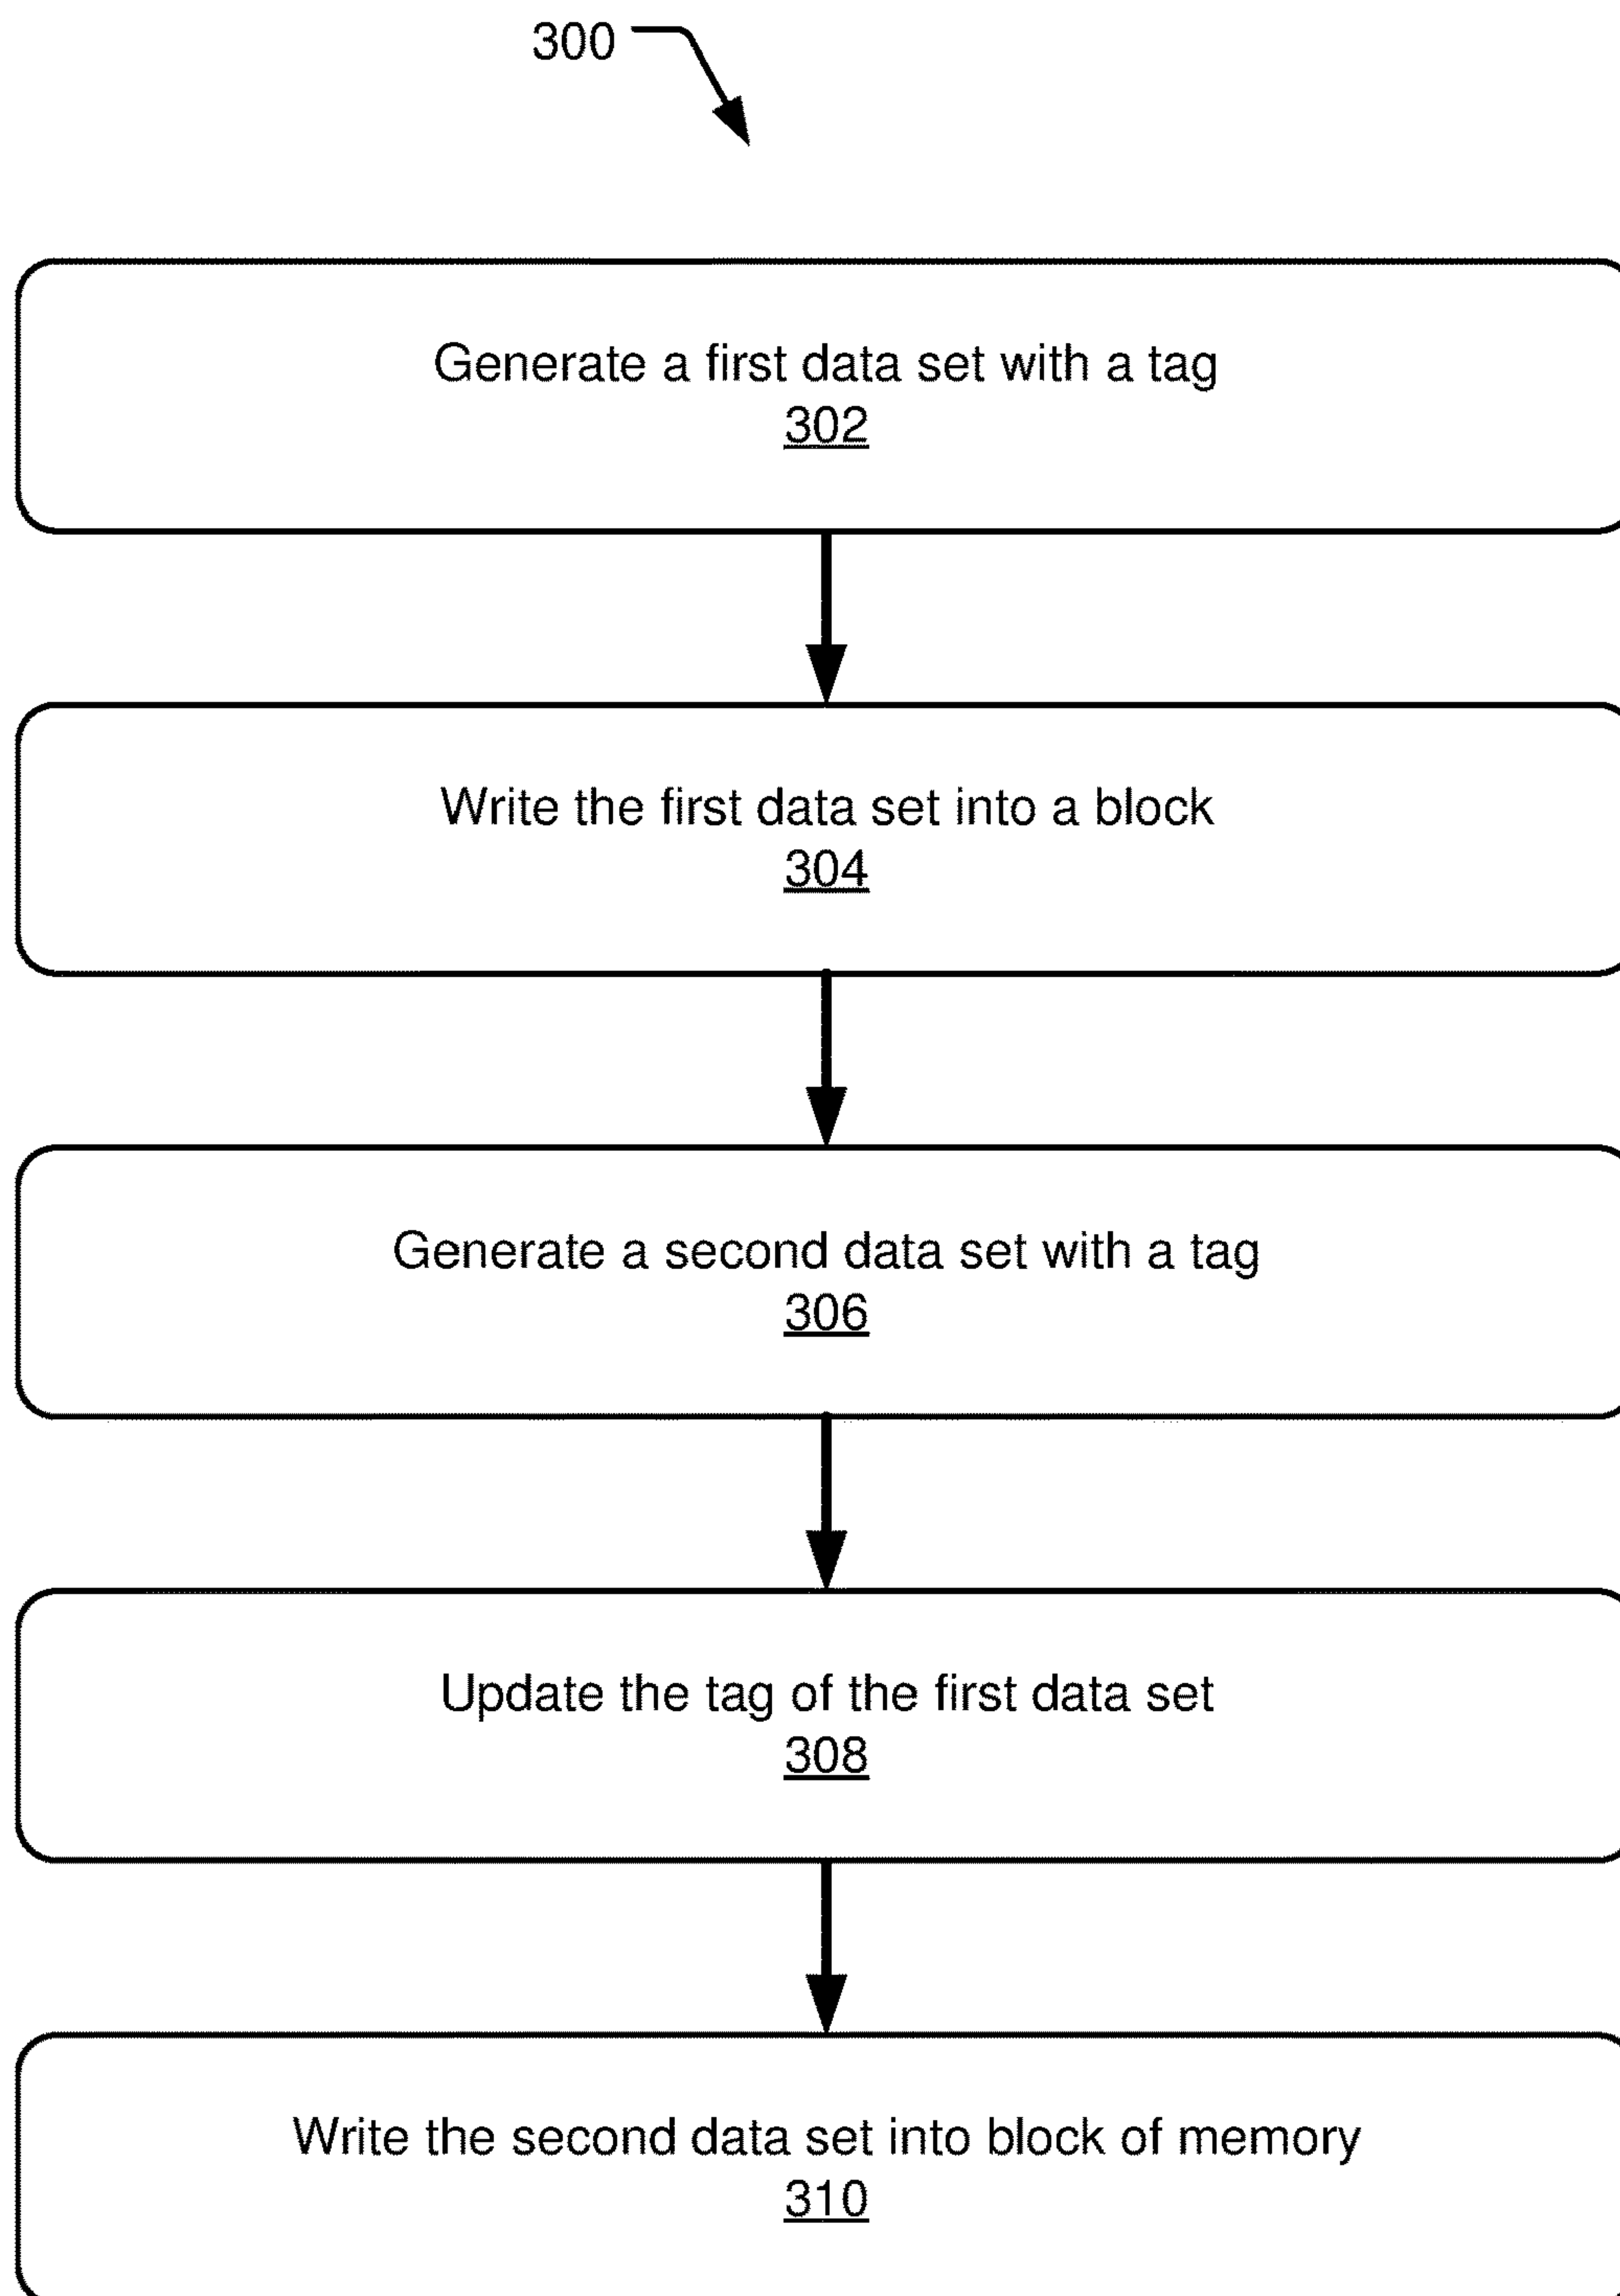 300
Generate a first data set with a tag
302
Write the first data set into a block
304
Generate a second data set with a tag
306
Update the tag of the first data set
308
Write the second data set into block of memory
310